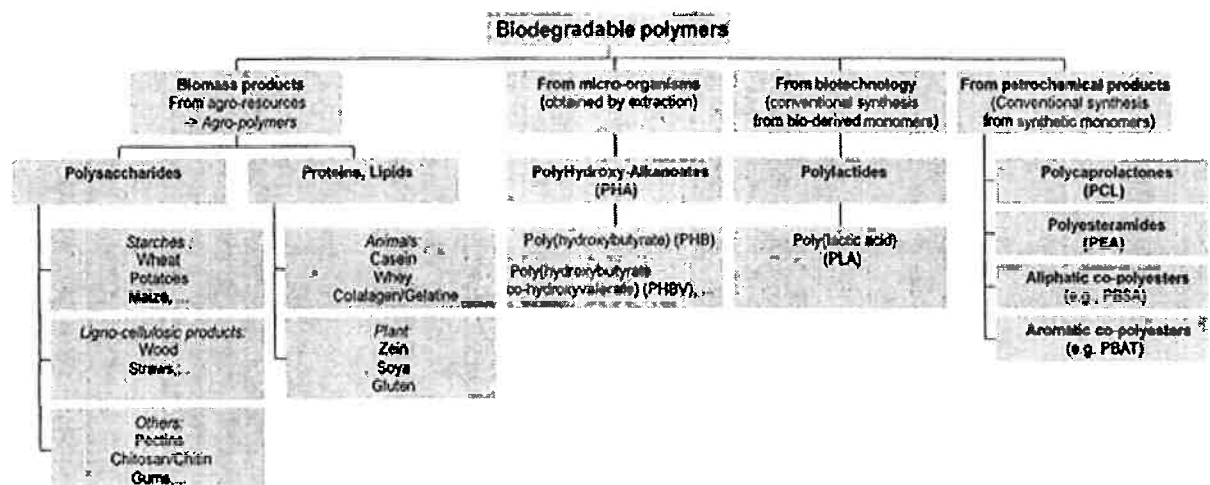 Biodegradable polymers
Biomass products
From agro-resources
-> Agro-polymers
From micro-organisms
(obtained by extraction)
From biotechnology
(conventional synthesis
from bio-derived monomers)
From petrochemical products
(Conventional synthesis
from synthetic monomers)
Polysaccharides
Proteins, Lipids
PolyHydroxy-Alkanoates
(PHA)
Polylactides
Polycaprolactones
(PCL)
Starches :
Wheat
Potatoes
Maize, ...
Animals:
Casein
Whey
Colalagen/Gelatine
Poly(hydroxybutyrate) (PHB)
Poly(hydroxybutyrate
co-hydroxyvalerate) (PHBV), ...
Poly(lactic acid)
(PLA)
Polyesteramides
(PEA)
Aliphatic co-polyesters
(e.g., PBSA)
Aromatic co-polyesters
(e.g. PBAT)
Ligno-cellulosic products:
Wood
Straws, ...
Plant
Zein
Soya
Gluten
Others:
Pectins
Chitosan/Chitin
Gums, ...